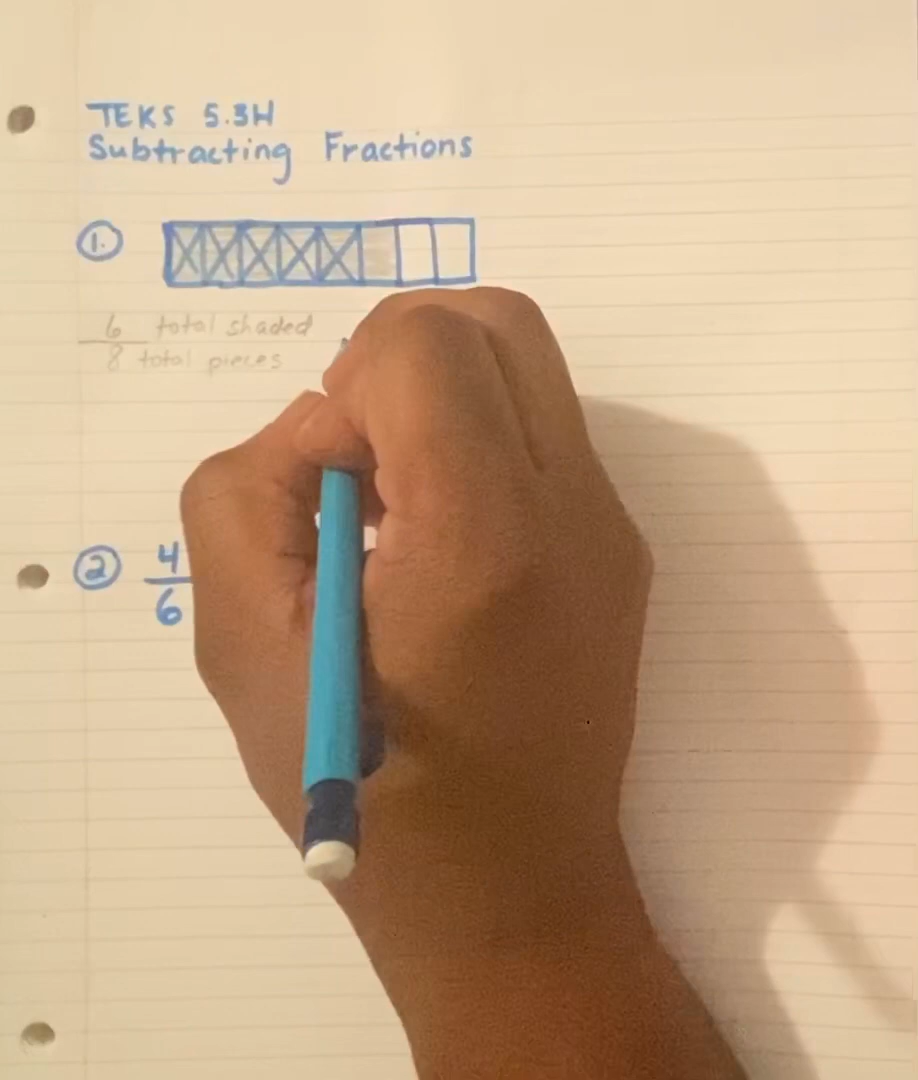 TEKS 5.3H
Subtracting Fractions
1.
6 total shaded
8 total pieces
2 4
6